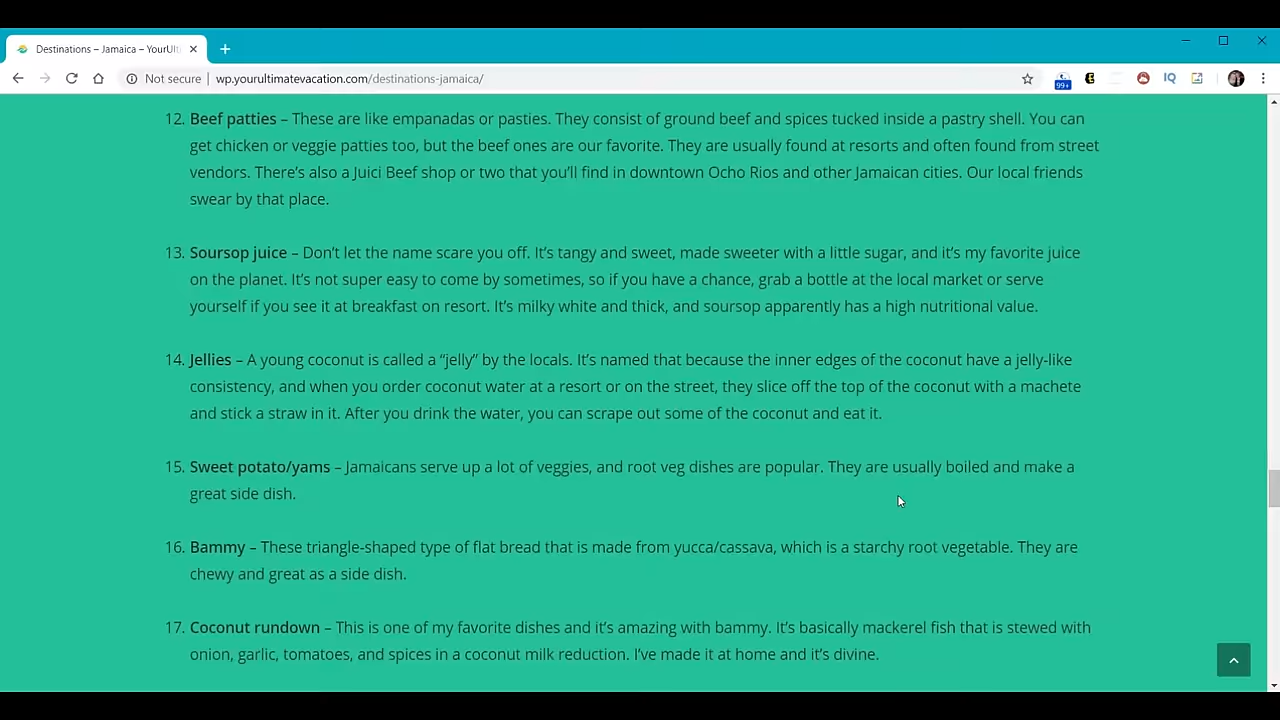 Destinations – Jamaica – YourUlti
Not secure | wp.yourultimatevacation.com/destinations-jamaica/
99+
IQ
12. Beef patties – These are like empanadas or pasties. They consist of ground beef and spices tucked inside a pastry shell. You can
get chicken or veggie patties too, but the beef ones are our favorite. They are usually found at resorts and often found from street
vendors. There's also a Juici Beef shop or two that you'll find in downtown Ocho Rios and other Jamaican cities. Our local friends
swear by that place.
13. Soursop juice – Don't let the name scare you off. It's tangy and sweet, made sweeter with a little sugar, and it's my favorite juice
on the planet. It's not super easy to come by sometimes, so if you have a chance, grab a bottle at the local market or serve
yourself if you see it at breakfast on resort. It's milky white and thick, and soursop apparently has a high nutritional value.
14. Jellies – A young coconut is called a “jelly” by the locals. It's named that because the inner edges of the coconut have a jelly-like
consistency, and when you order coconut water at a resort or on the street, they slice off the top of the coconut with a machete
and stick a straw in it. After you drink the water, you can scrape out some of the coconut and eat it.
15. Sweet potato/yams – Jamaicans serve up a lot of veggies, and root veg dishes are popular. They are usually boiled and make a
great side dish.
16. Bammy – These triangle-shaped type of flat bread that is made from yucca/cassava, which is a starchy root vegetable. They are
chewy and great as a side dish.
17. Coconut rundown – This is one of my favorite dishes and it's amazing with bammy. It's basically mackerel fish that is stewed with
onion, garlic, tomatoes, and spices in a coconut milk reduction. I've made it at home and it's divine.